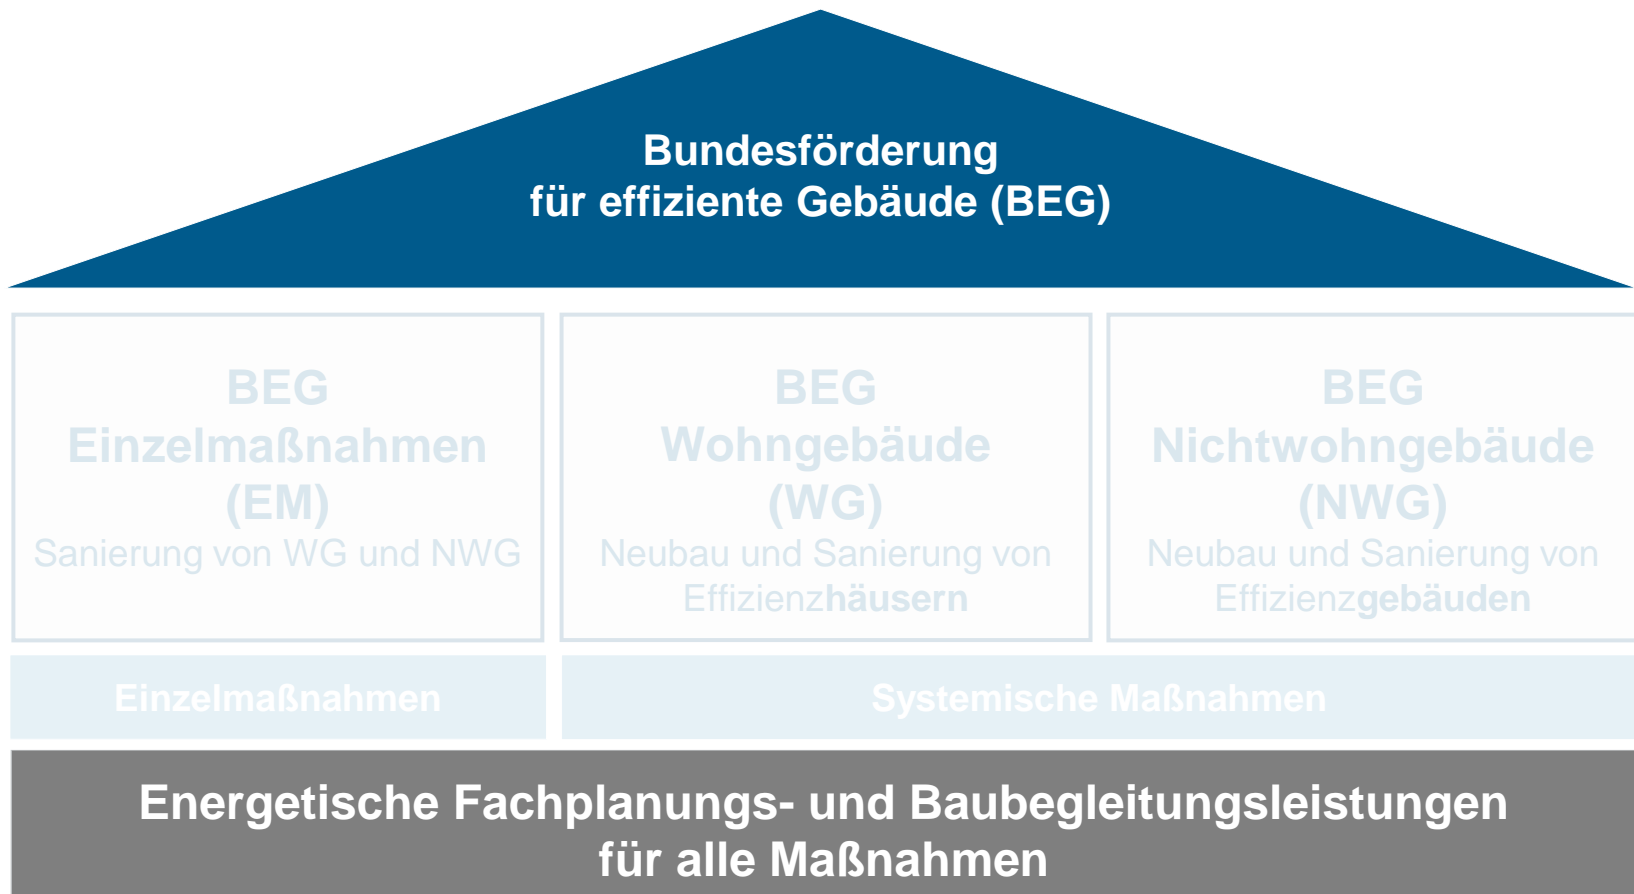 Bundesförderung
für effiziente Gebäude (BEG)
BEG
Einzelmaßnahmen
(EM)
Sanierung von WG und NWG
BEG
Wohngebäude
(WG)
Neubau und Sanierung von
Effizienzhäusern
BEG
Nichtwohngebäude
(NWG)
Neubau und Sanierung von
Effizienzgebäuden
Einzelmaßnahmen
Systemische Maßnahmen
Energetische Fachplanungs- und Baubegleitungsleistungen
für alle Maßnahmen